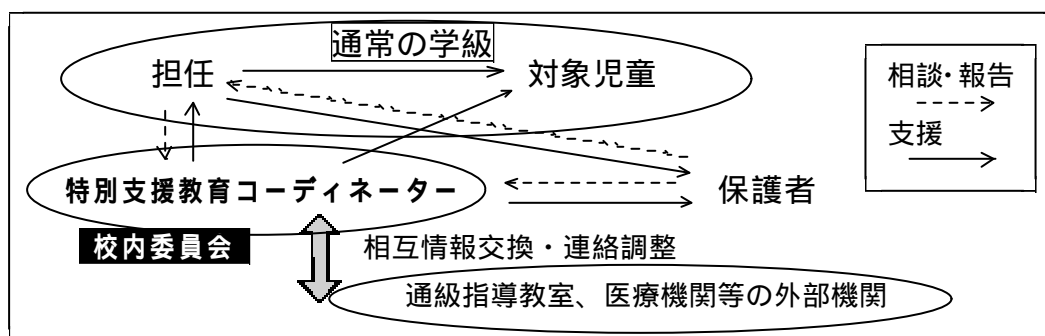 通常の学級
担任
対象児童
相談・報告
支援
特別支援教育コーディネーター
保護者
校内委員会
相互情報交換・連絡調整
通級指導教室、医療機関等の外部機関